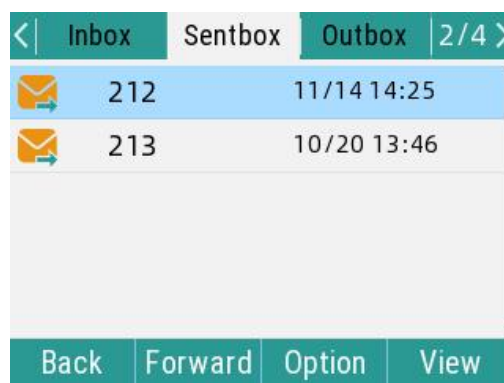 < Inbox Sentbox Outbox 2/4 >
212 11/14 14:25
213 10/20 13:46
Back Forward Option View